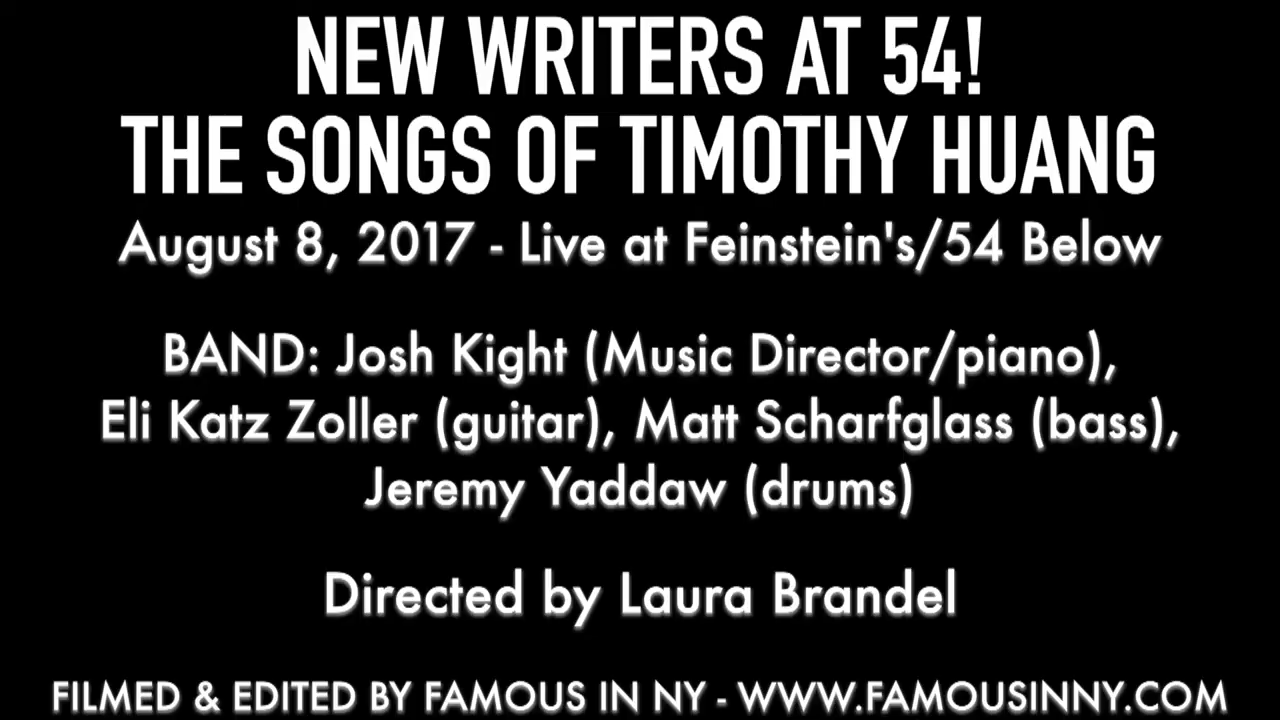 NEW WRITERS AT 54!
THE SONGS OF TIMOTHY HUANG
August 8, 2017 - Live at Feinstein's/54 Below
BAND: Josh Kight (Music Director/piano),
Eli Katz Zoller (guitar), Matt Scharfglass (bass),
Jeremy Yaddaw (drums)
Directed by Laura Brandel
FILMED & EDITED BY FAMOUS IN NY - WWW.FAMOUSINNY.COM